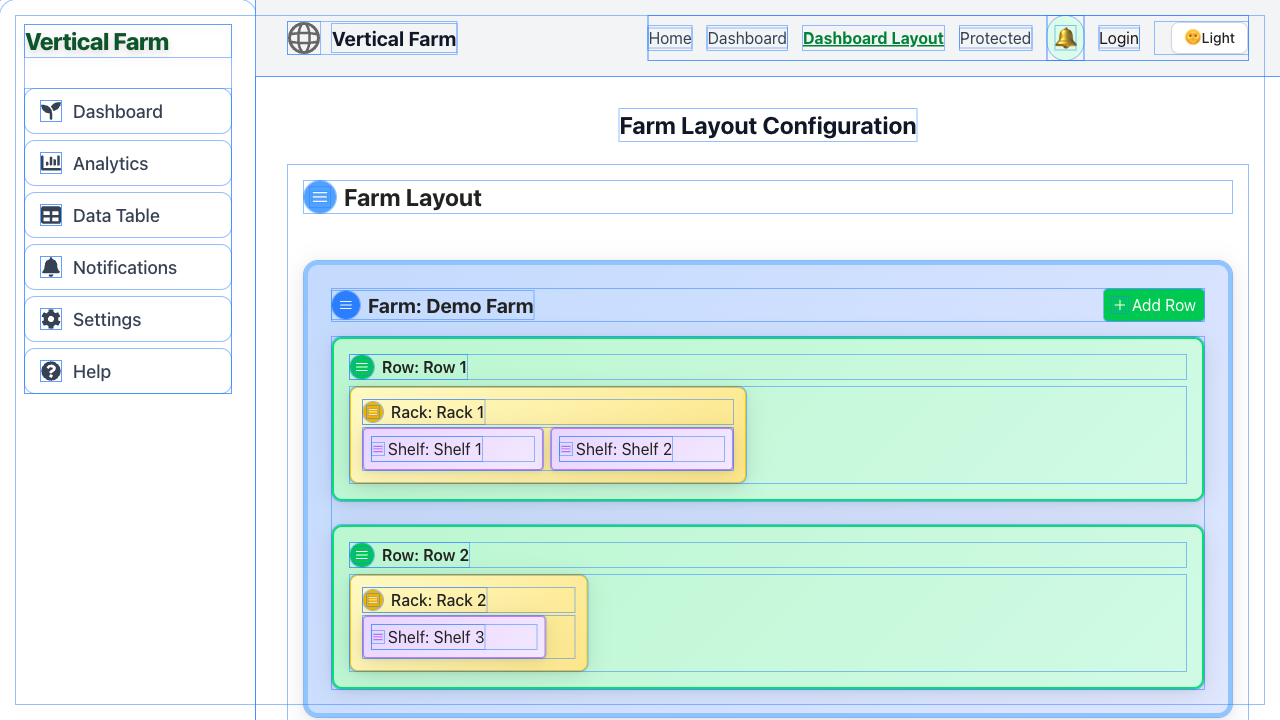 Vertical Farm
Dashboard
Analytics
Data Table
Notifications
Settings
Help
Vertical Farm
Home
Dashboard
Dashboard Layout
Protected
Login
Light
Farm Layout Configuration
Farm Layout
Farm: Demo Farm
+ Add Row
Row: Row 1
Rack: Rack 1
Shelf: Shelf 1
Shelf: Shelf 2
Row: Row 2
Rack: Rack 2
Shelf: Shelf 3